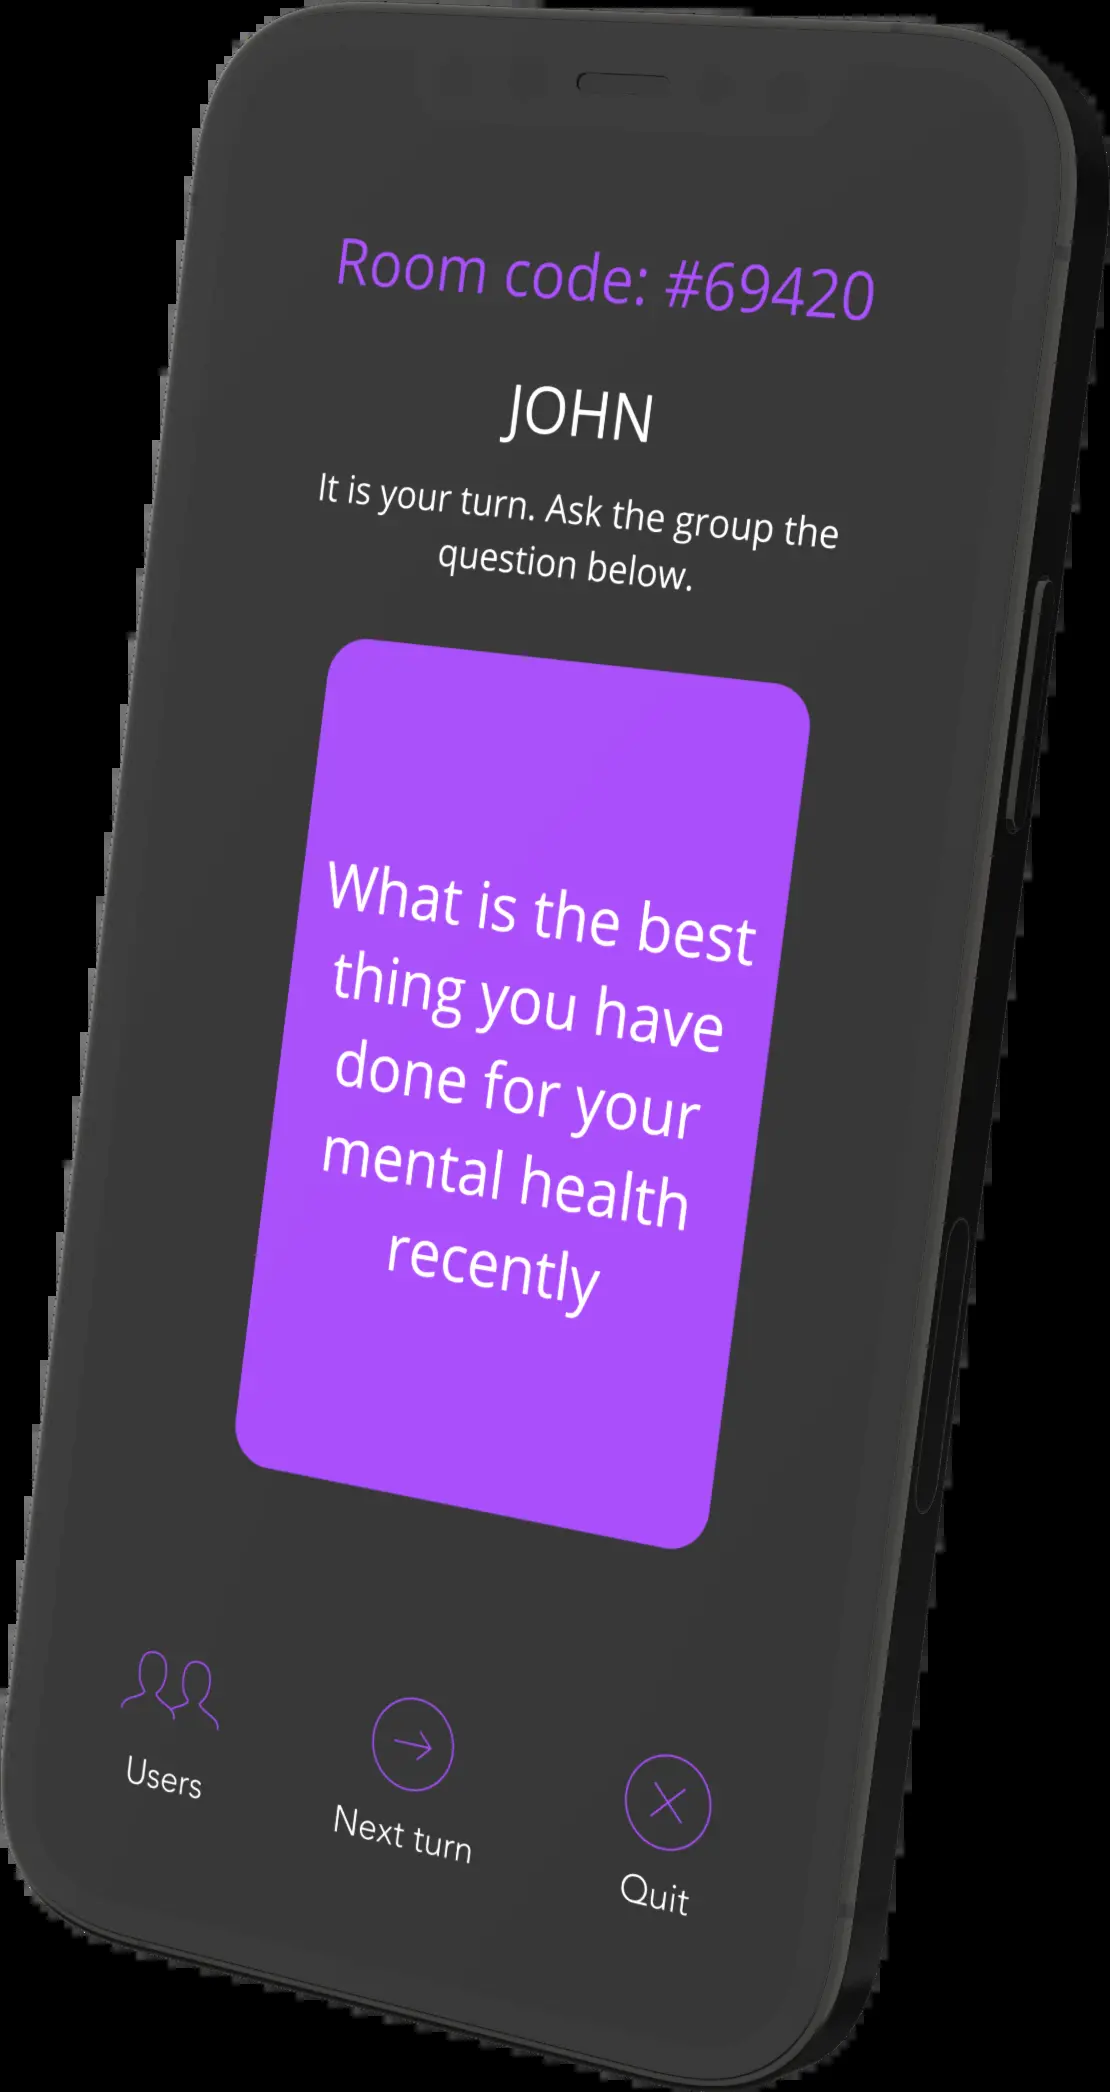 Room code: #69420
JOHN
It is your turn. Ask the group the
question below.
What is the best
thing you have
done for your
mental health
recently
Users
Next turn
Quit